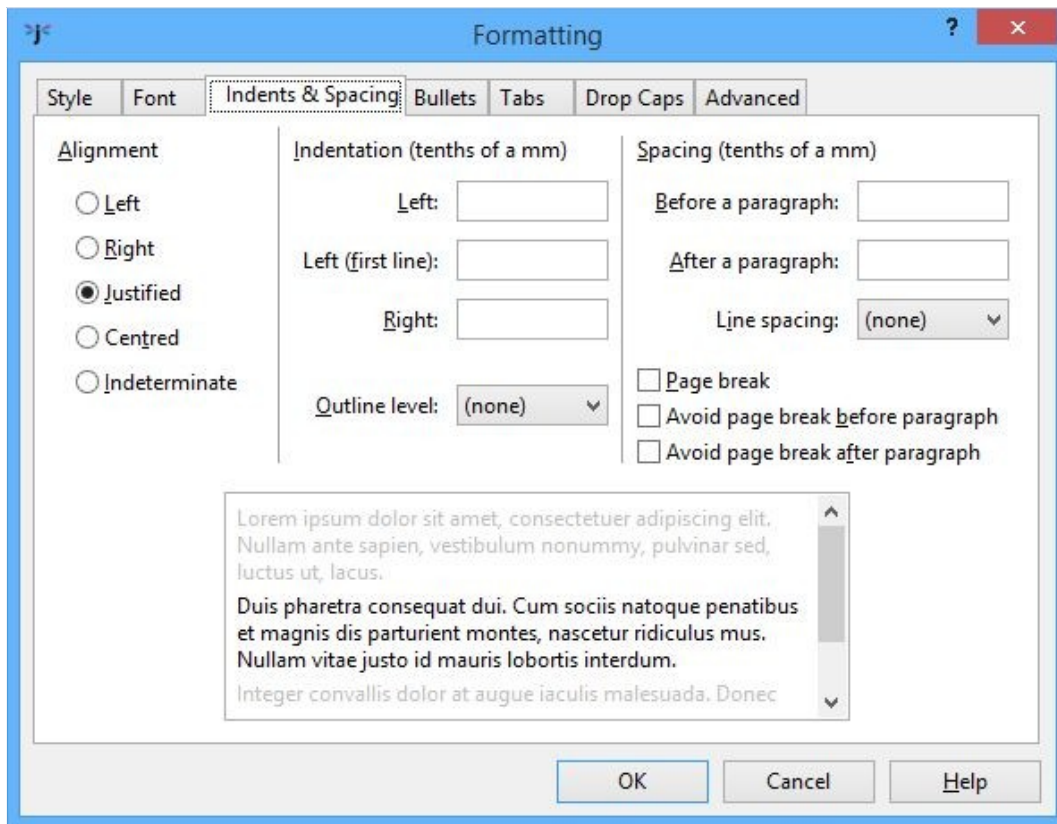 Formatting
?
Style Font Indents & Spacing Bullets Tabs Drop Caps Advanced
Alignment
Left
Right
Justified
Centred
Indeterminate
Indentation (tenths of a mm)
Left:
Left (first line):
Right:
Outline level: (none)
Spacing (tenths of a mm)
Before a paragraph:
After a paragraph:
Line spacing: (none)
Page break
Avoid page break before paragraph
Avoid page break after paragraph
Lorem ipsum dolor sit amet, consectetuer adipiscing elit.
Nullam ante sapien, vestibulum nonummy, pulvinar sed,
luctus ut, lacus.
Duis pharetra consequat dui. Cum sociis natoque penatibus
et magnis dis parturient montes, nascetur ridiculus mus.
Nullam vitae justo id mauris lobortis interdum.
Integer convallis dolor at augue iaculis malesuada. Donec
OK Cancel Help